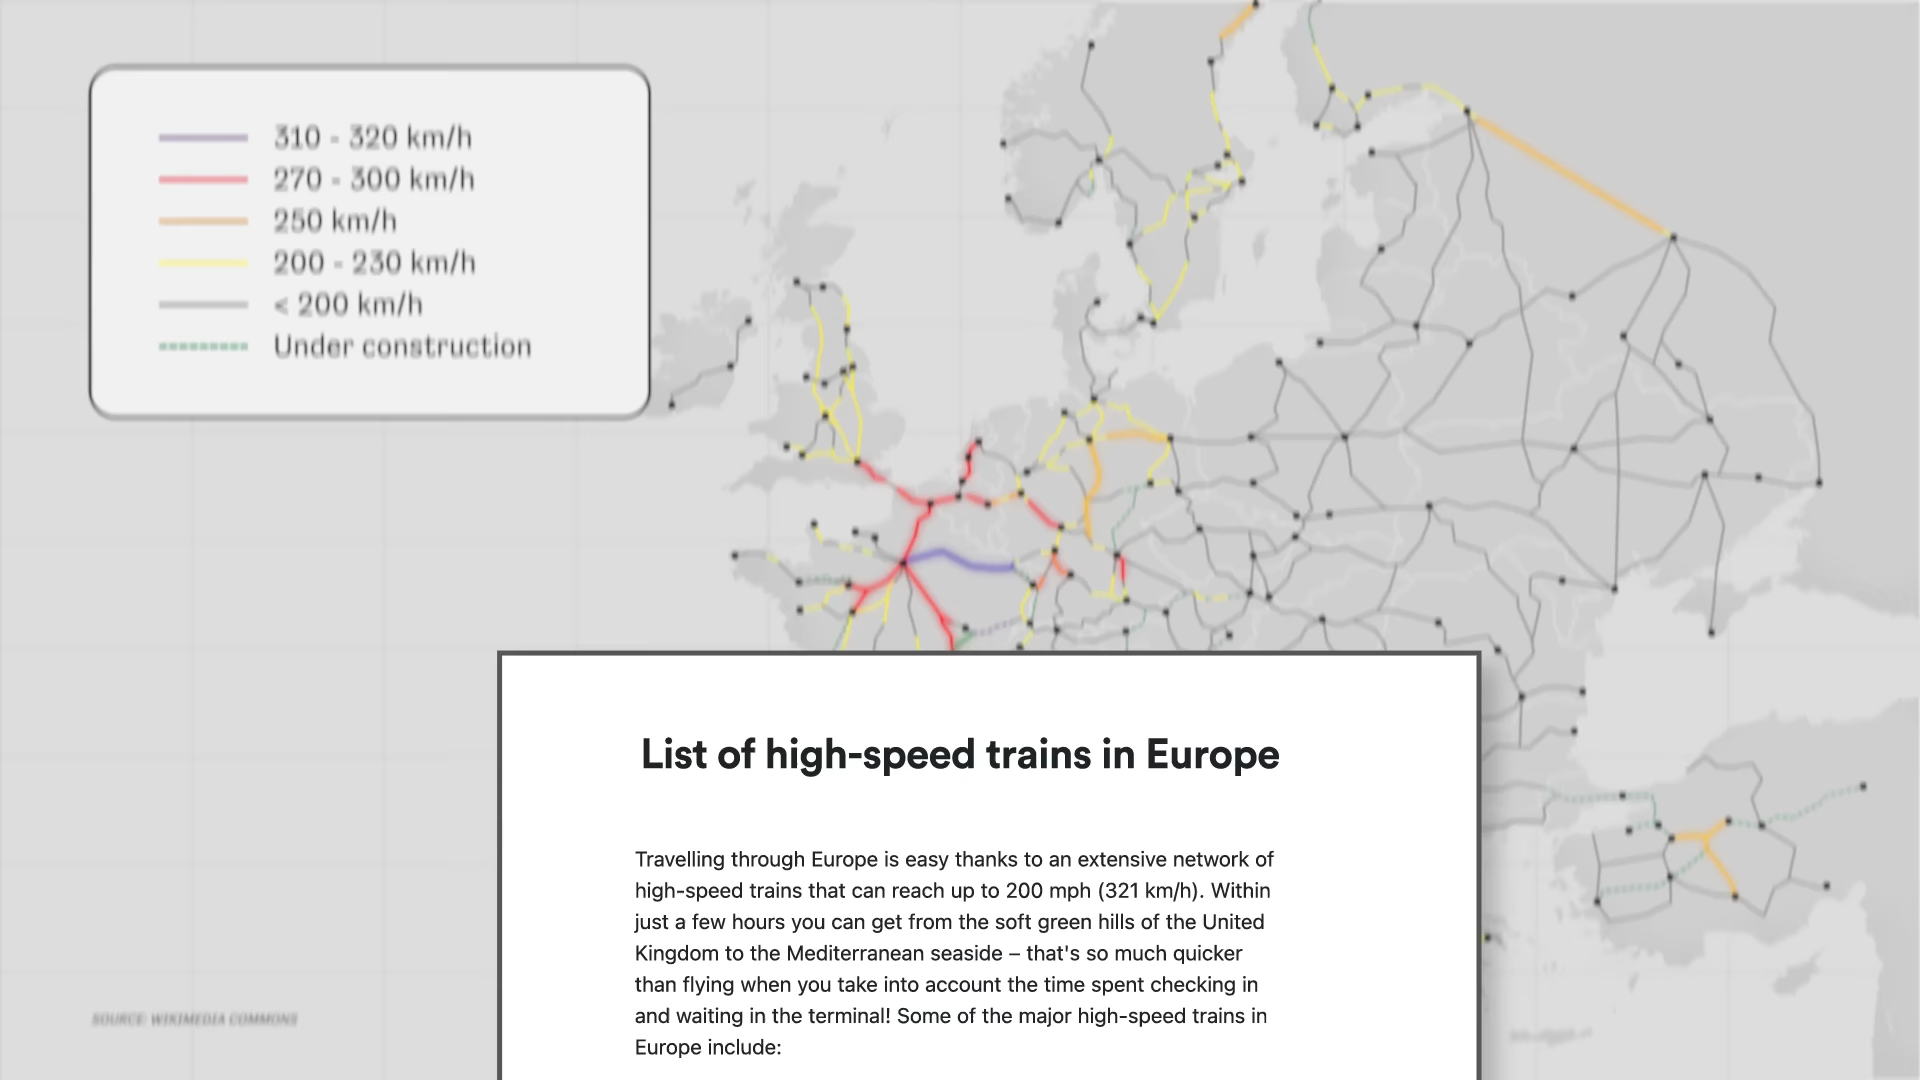 310 - 320 km/h
270 - 300 km/h
250 km/h
200 - 230 km/h
< 200 km/h
Under construction
List of high-speed trains in Europe
Travelling through Europe is easy thanks to an extensive network of
high-speed trains that can reach up to 200 mph (321 km/h). Within
just a few hours you can get from the soft green hills of the United
Kingdom to the Mediterranean seaside – that's so much quicker
than flying when you take into account the time spent checking in
and waiting in the terminal! Some of the major high-speed trains in
Europe include:
SOURCE: WIKIMEDIA COMMONS